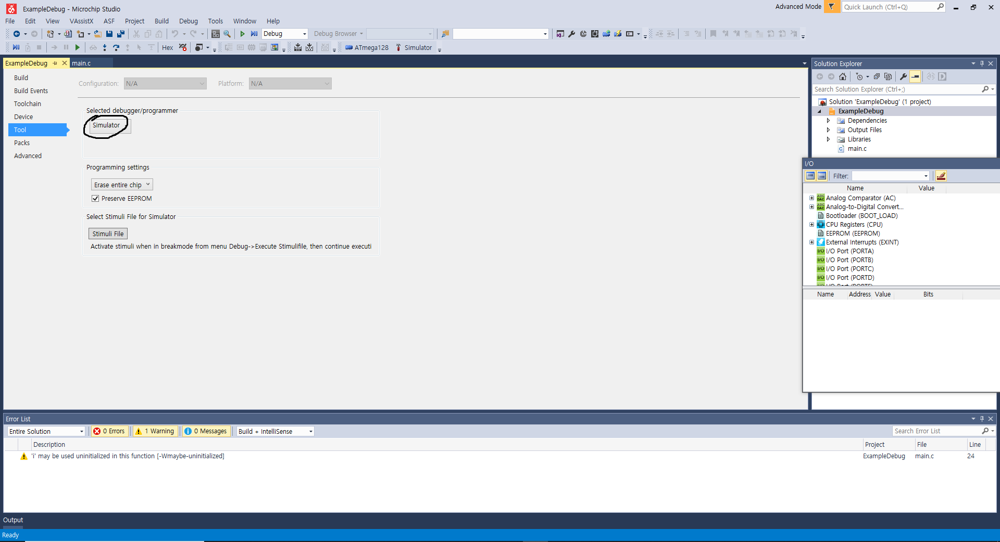 ExampleDebug - Microchip Studio
Advanced Mode
Quick Launch (Ctrl+Q)
File Edit View VAssistX ASF Project Build Debug Tools Window Help
Debug
Debug Browser
Hex
ATmega128
Simulator
ExampleDebug
main.c
Build
Build Events
Toolchain
Device
Tool
Packs
Advanced
Configuration: N/A
Platform: N/A
Selected debugger/programmer
Simulator
Programming settings
Erase entire chip
Preserve EEPROM
Select Stimuli File for Simulator
Stimuli File
Activate stimuli when in breakmode from menu Debug->Execute Stimulifile, then continue executi
Solution Explorer
Search Solution Explorer (Ctrl+;)
Solution 'ExampleDebug' (1 project)
ExampleDebug
Dependencies
Output Files
Libraries
main.c
I/O
Filter:
Name Value
Analog Comparator (AC)
Analog-to-Digital Convert...
Bootloader (BOOT_LOAD)
CPU Registers (CPU)
EEPROM (EEPROM)
External Interrupts (EXINT)
I/O Port (PORTA)
I/O Port (PORTB)
I/O Port (PORTC)
I/O Port (PORTD)
Name Address Value Bits
Error List
Entire Solution
0 Errors
1 Warning
0 Messages
Build + IntelliSense
Search Error List
Description Project File Line
'i' may be used uninitialized in this function [-Wmaybe-uninitialized] ExampleDebug main.c 24
Output
Ready